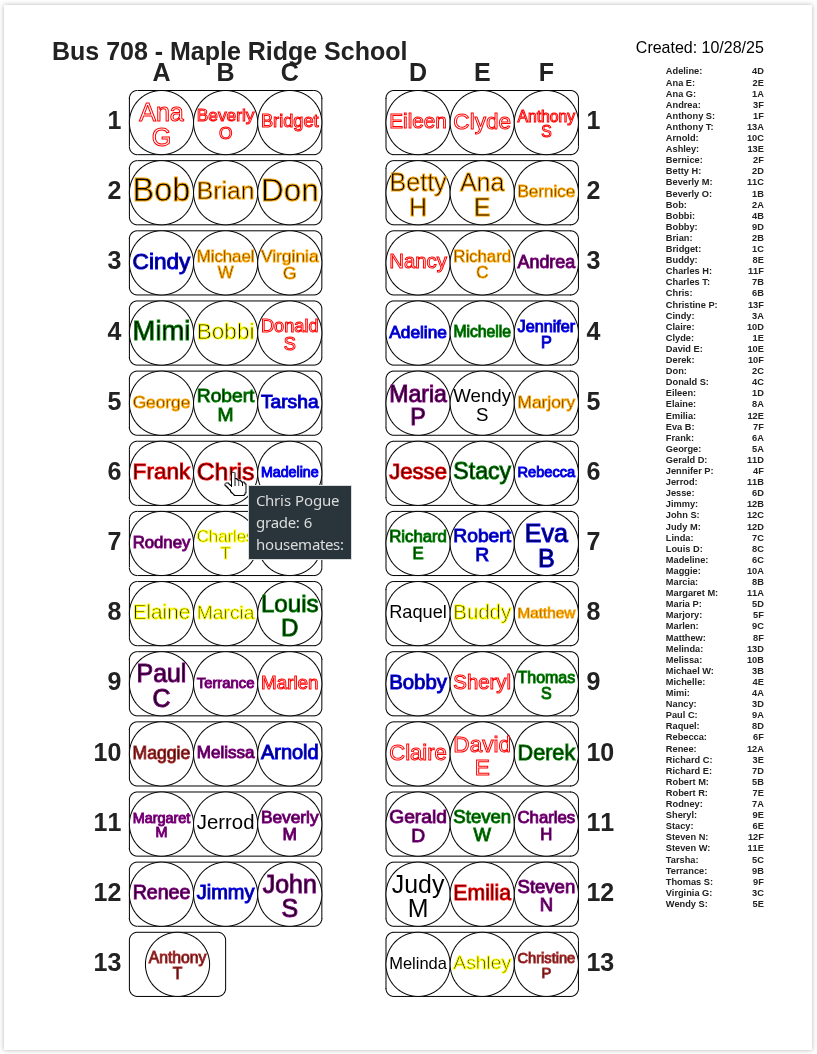 Bus 708 - Maple Ridge School
Created: 10/28/25
A B C D E F
1 Ana G Beverly O Bridget Eileen Clyde Anthony S 1
2 Bob Brian Don Betty H Ana E Bernice 2
3 Cindy Michael W Virginia G Nancy Richard C Andrea 3
4 Mimi Bobbi Donald S Adeline Michelle Jennifer P 4
5 George Robert M Tarsha Maria P Wendy S Marjory 5
6 Frank Chris Madeline Jesse Stacy Rebecca 6
Chris Pogue
grade: 6
housemates:
7 Rodney Charles T Richard E Robert R Eva B 7
8 Elaine Marcia Louis D Raquel Buddy Matthew 8
9 Paul C Terrance Marlen Bobby Sheryl Thomas S 9
10 Maggie Melissa Arnold Claire David E Derek 10
11 Margaret M Jerrod Beverly M Gerald D Steven W Charles H 11
12 Renee Jimmy John S Judy M Emilia Steven N 12
13 Anthony T Melinda Ashley Christine P 13
Adeline: 4D
Ana E: 2E
Ana G: 1A
Andrea: 3F
Anthony S: 1F
Anthony T: 13A
Arnold: 10C
Ashley: 13E
Bernice: 2F
Betty H: 2D
Beverly M: 11C
Beverly O: 1B
Bob: 2A
Bobbi: 4B
Bobby: 9D
Brian: 2B
Bridget: 1C
Buddy: 8E
Charles H: 11F
Charles T: 7B
Chris: 6B
Christine P: 13F
Cindy: 3A
Claire: 10D
Clyde: 1E
David E: 10E
Derek: 10F
Don: 2C
Donald S: 4C
Eileen: 1D
Elaine: 8A
Emilia: 12E
Eva B: 7F
Frank: 6A
George: 5A
Gerald D: 11D
Jennifer P: 4F
Jerrod: 11B
Jesse: 6D
Jimmy: 12B
John S: 12C
Judy M: 12D
Linda: 7C
Louis D: 8C
Madeline: 6C
Maggie: 10A
Marcia: 8B
Margaret M: 11A
Maria P: 5D
Marjory: 5F
Marlen: 9C
Matthew: 8F
Melinda: 13D
Melissa: 10B
Michael W: 3B
Michelle: 4E
Mimi: 4A
Nancy: 3D
Paul C: 9A
Raquel: 8D
Rebecca: 6F
Renee: 12A
Richard C: 3E
Richard E: 7D
Robert M: 5B
Robert R: 7E
Rodney: 7A
Sheryl: 9E
Stacy: 6E
Steven N: 12F
Steven W: 11E
Tarsha: 5C
Terrance: 9B
Thomas S: 9F
Virginia G: 3C
Wendy S: 5E